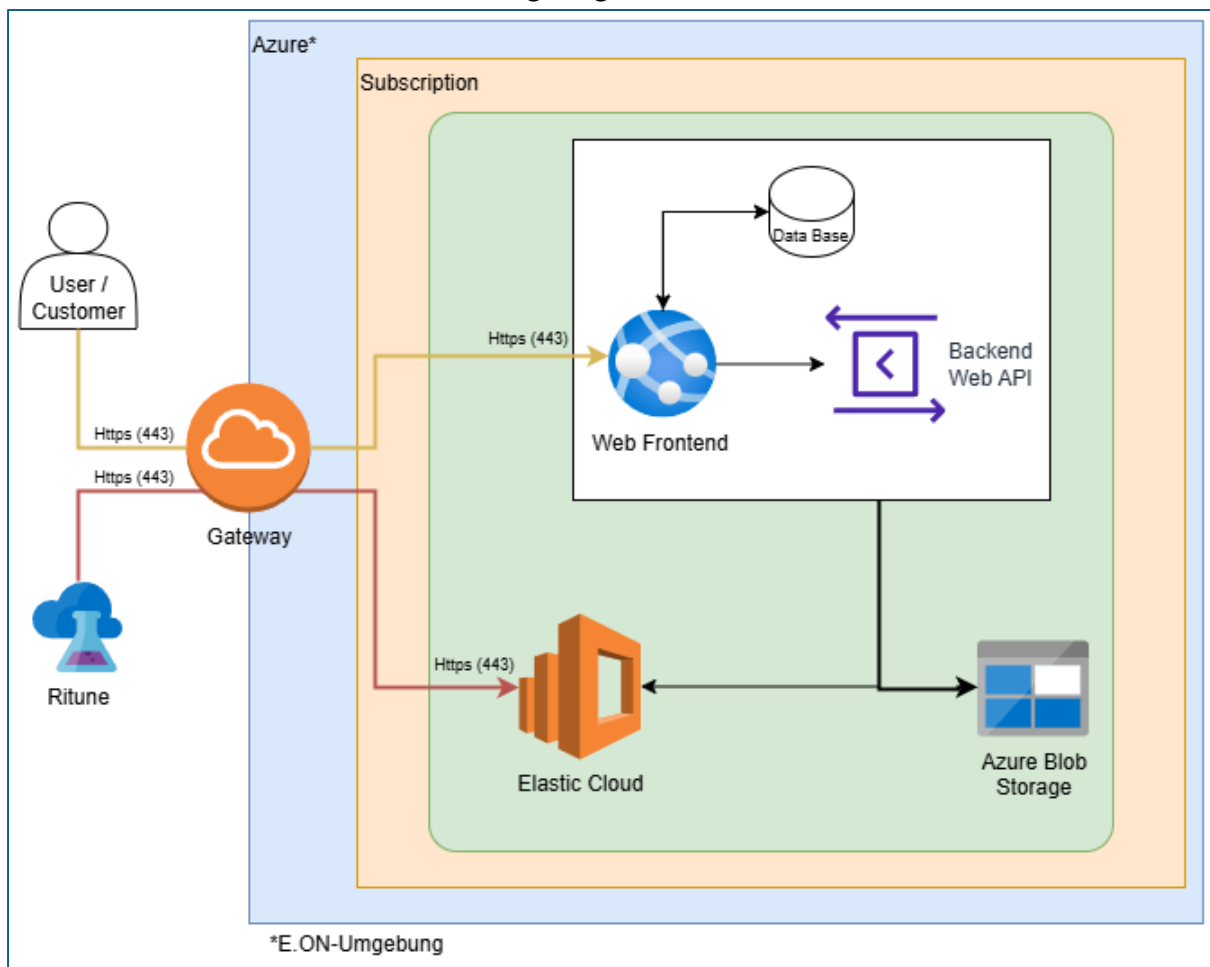 Azure*
Subscription
Data Base
User /
Customer
Https (443)
Backend
Web API
Web Frontend
Https (443)
Https (443)
Gateway
Https (443)
Ritune
Elastic Cloud
Azure Blob
Storage
*E.ON-Umgebung